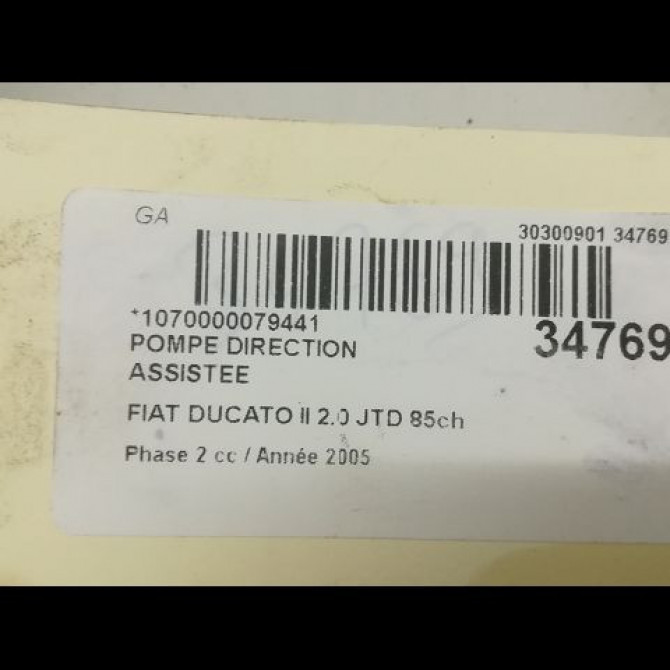 GA
30300901 34769
*1070000079441
34769
POMPE DIRECTION
ASSISTEE
FIAT DUCATO II 2.0 JTD 85ch
Phase 2 cc / Année 2005